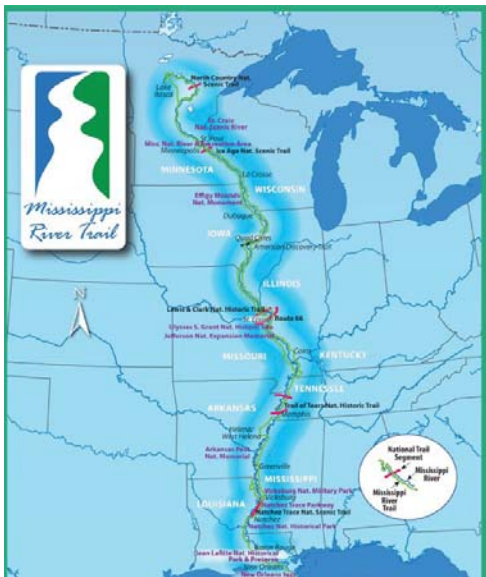 North Country Nat.
Scenic Trail
Lake
Itasca
St. Croix
Nat. Scenic River
St. Paul
Miss. Nat. River & Recreation Area
Minneapolis
Ice Age Nat. Scenic Trail
MINNESOTA
La Crosse
WISCONSIN
Effigy Mounds
Nat. Monument
Dubuque
IOWA
Quad Cities
American Discovery Trail
ILLINOIS
Lewis & Clark Nat. Historic Trail
Route 66
Ulysses S. Grant Nat. Historic Site
Jefferson Nat. Expansion Memorial
MISSOURI
Cairo
KENTUCKY
TENNESSEE
Trail of Tears Nat. Historic Trail
ARKANSAS
Memphis
Helena/
West Helena
Arkansas Post
Nat. Memorial
Greenville
MISSISSIPPI
Vicksburg Nat. Military Park
Vicksburg
Natchez Trace Parkway
LOUISIANA
Natchez Trace Nat. Scenic Trail
Natchez
Natchez Nat. Historical Park
Baton Rouge
Jean Lafitte Nat. Historical
Park & Preserve
New Orleans
New Orleans Jazz
Mississippi
River Trail
N
National Trail
Segment
Mississippi
River
Mississippi
River
Trail